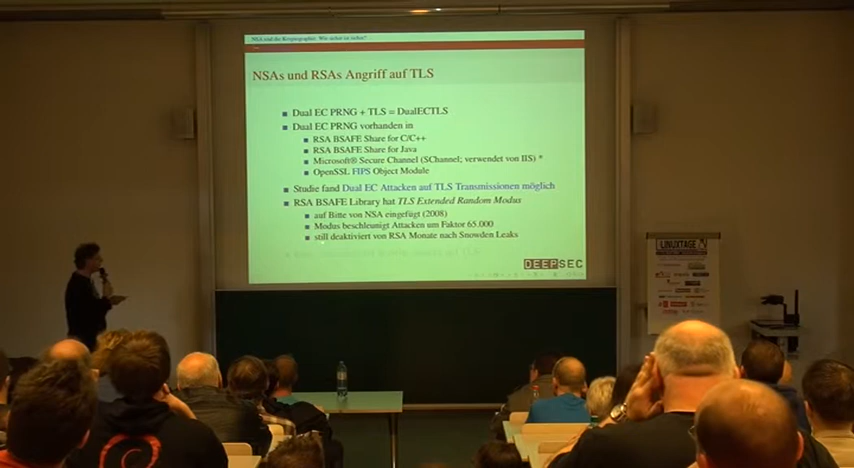 NSA und die Kryptographie: Wie sicher ist sicher?
NSAs und RSAs Angriff auf TLS
Dual EC PRNG + TLS = DualECTLS
Dual EC PRNG vorhanden in
RSA BSAFE Share for C/C++
RSA BSAFE Share for Java
Microsoft® Secure Channel (SChannel; verwendet von IIS) *
OpenSSL FIPS Object Module
Studie fand Dual EC Attacken auf TLS Transmissionen möglich
RSA BSAFE Library hat TLS Extended Random Modus
auf Bitte von NSA eingefügt (2008)
Modus beschleunigt Attacken um Faktor 65.000
still deaktiviert von RSA Monate nach Snowden Leaks
DEEPSEC
LINUXTAGE